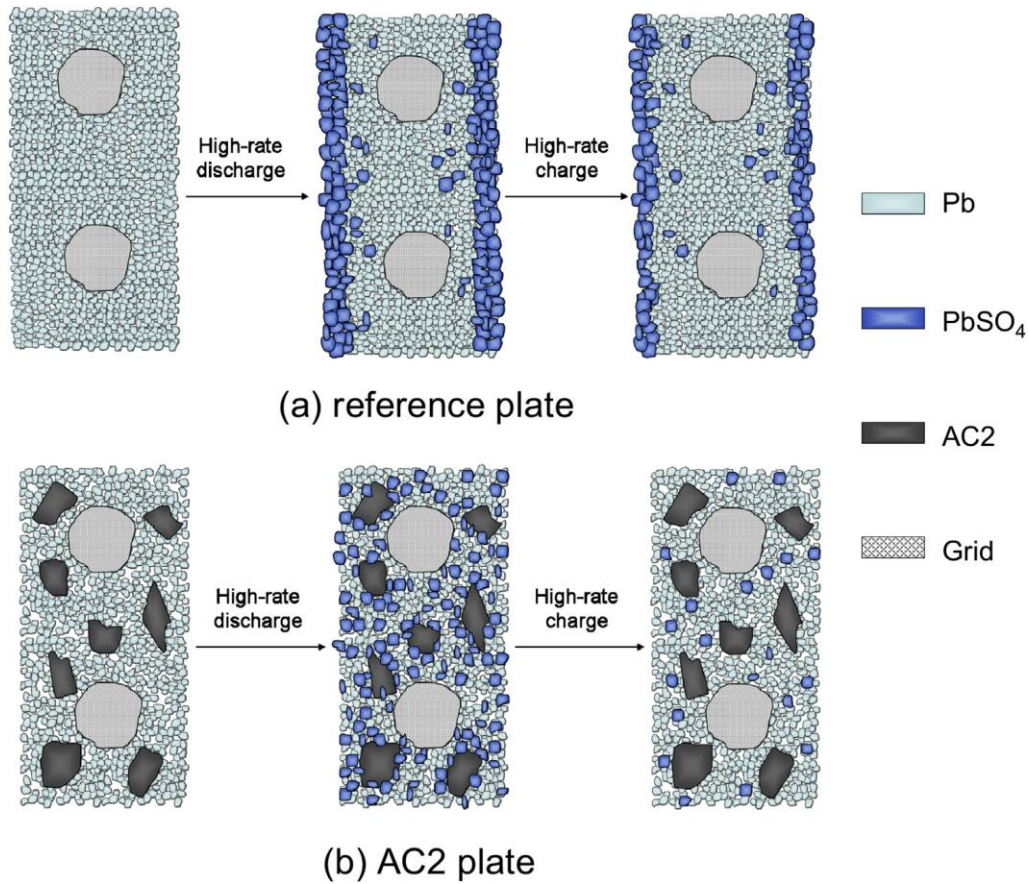 High-rate
discharge
High-rate
charge
(a) reference plate
High-rate
discharge
High-rate
charge
(b) AC2 plate
Pb
PbSO₄
AC2
Grid